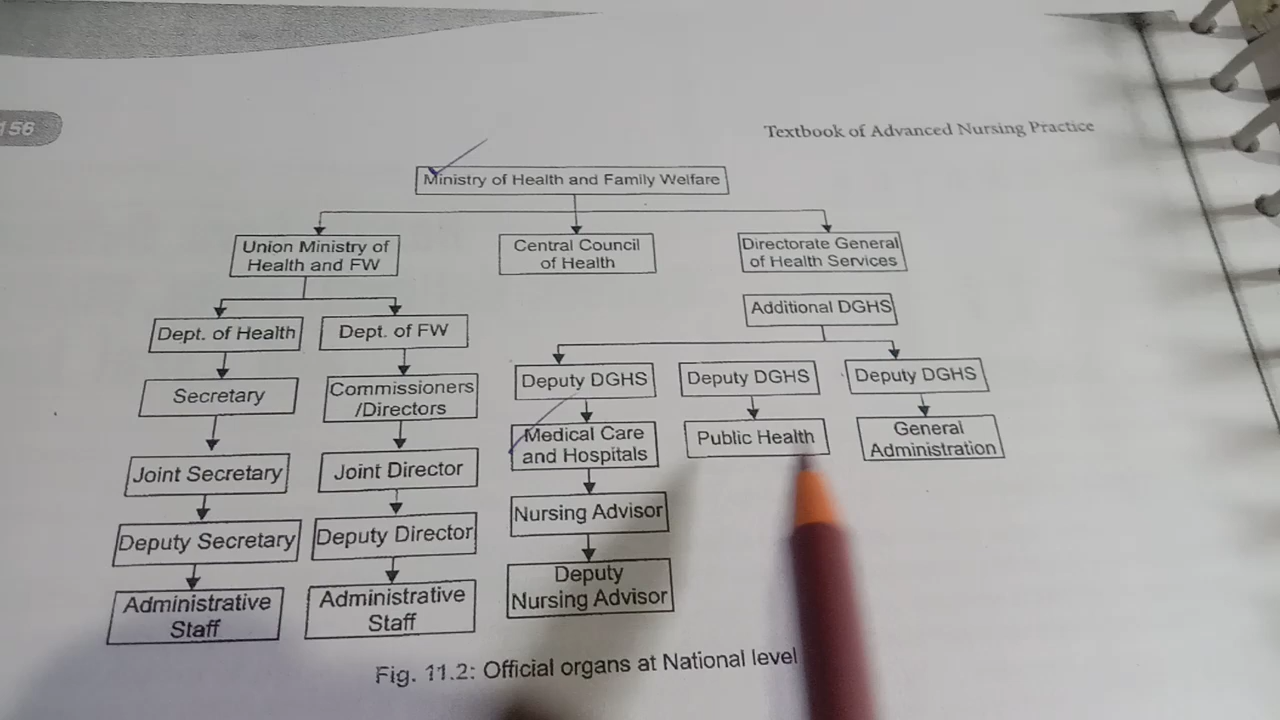 156
Textbook of Advanced Nursing Practice
Ministry of Health and Family Welfare
Union Ministry of
Health and FW
Central Council
of Health
Directorate General
of Health Services
Additional DGHS
Dept. of Health
Dept. of FW
Deputy DGHS
Deputy DGHS
Deputy DGHS
Secretary
Commissioners
/Directors
Medical Care
and Hospitals
Public Health
General
Administration
Joint Secretary
Joint Director
Nursing Advisor
Deputy Secretary
Deputy Director
Deputy
Nursing Advisor
Administrative
Staff
Administrative
Staff
Fig. 11.2: Official organs at National level